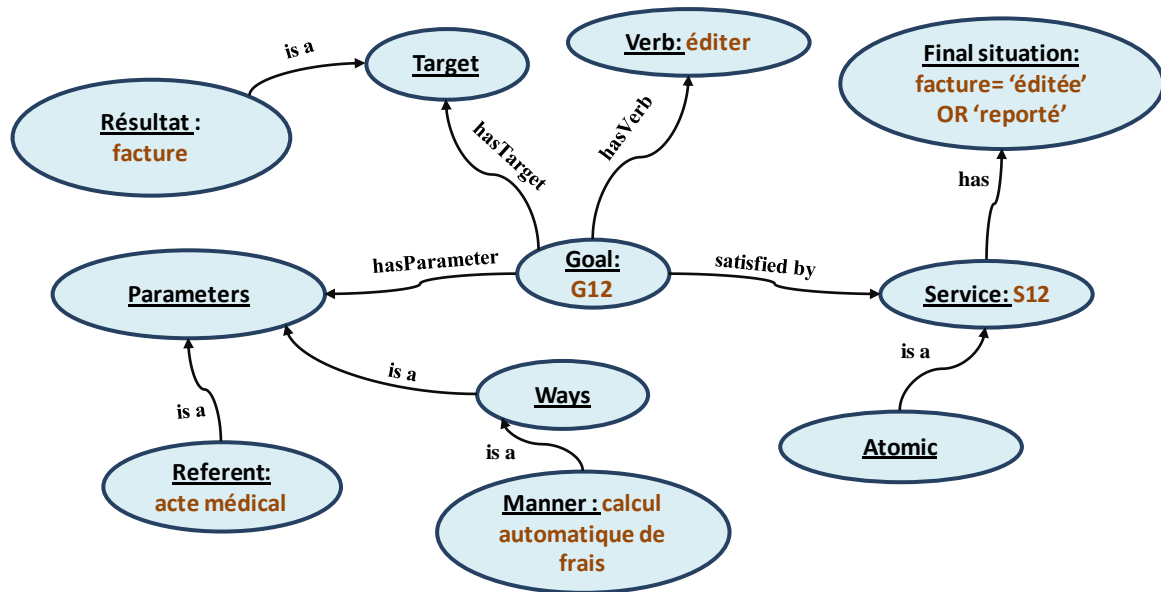 Verb: éditer
Final situation:
facture= ‘éditée’
OR ‘reporté’
is a
Target
Résultat :
facture
hasTarget
hasVerb
has
hasParameter
Goal:
G12
satisfied by
Parameters
Service: S12
is a
is a
is a
Ways
Referent:
acte médical
is a
Atomic
Manner : calcul
automatique de
frais